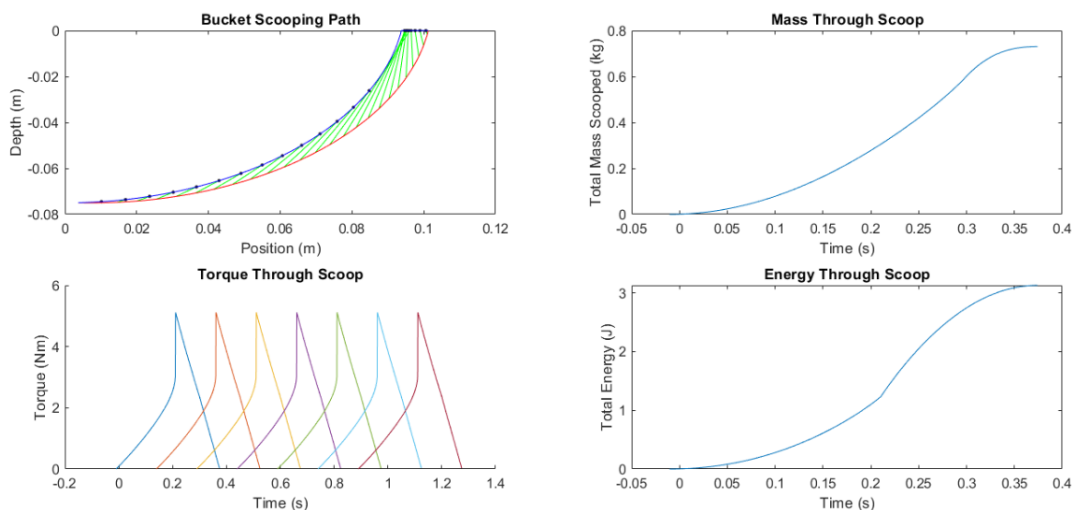 Bucket Scooping Path
0
-0.02
-0.04
-0.06
-0.08
Depth (m)
0 0.02 0.04 0.06 0.08 0.1 0.12
Position (m)
Mass Through Scoop
0.8
0.6
0.4
0.2
0
Total Mass Scooped (kg)
-0.05 0 0.05 0.1 0.15 0.2 0.25 0.3 0.35 0.4
Time (s)
Torque Through Scoop
6
4
2
0
Torque (Nm)
-0.2 0 0.2 0.4 0.6 0.8 1 1.2 1.4
Time (s)
Energy Through Scoop
3
2
1
0
Total Energy (J)
-0.05 0 0.05 0.1 0.15 0.2 0.25 0.3 0.35 0.4
Time (s)